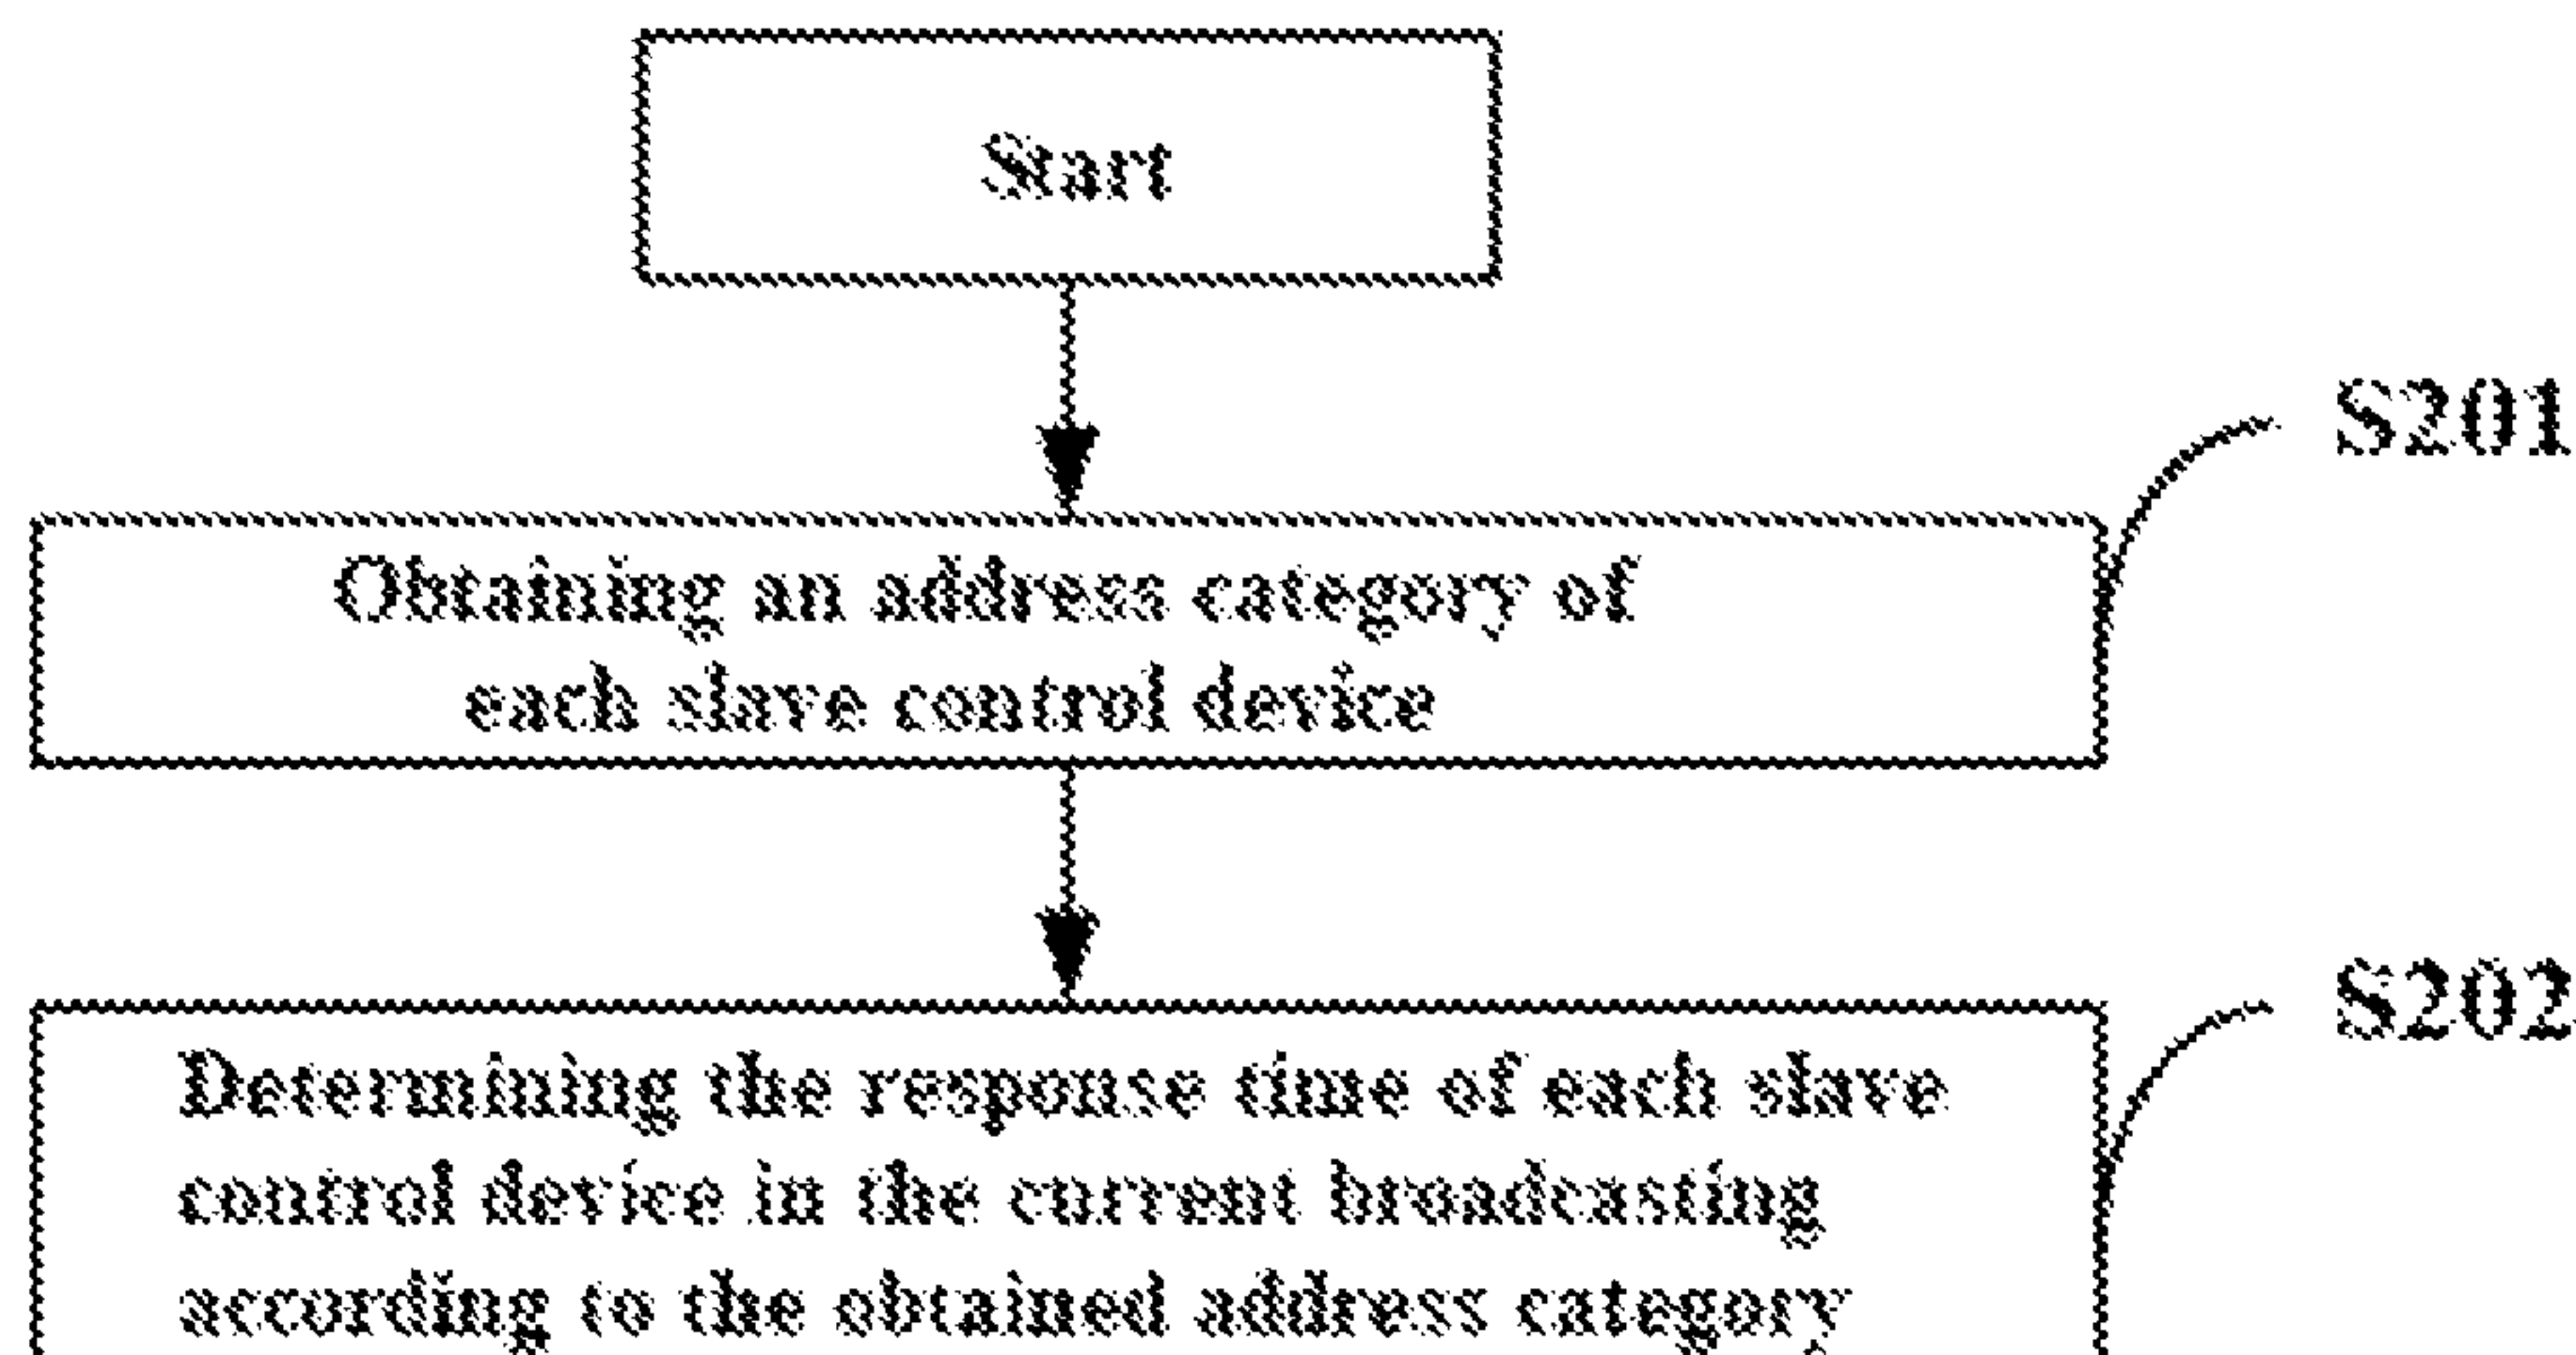 Start
S201
Obtaining an address category of
each slave control device
S202
Determining the response time of each slave
control device in the current broadcasting
according to the obtained address category